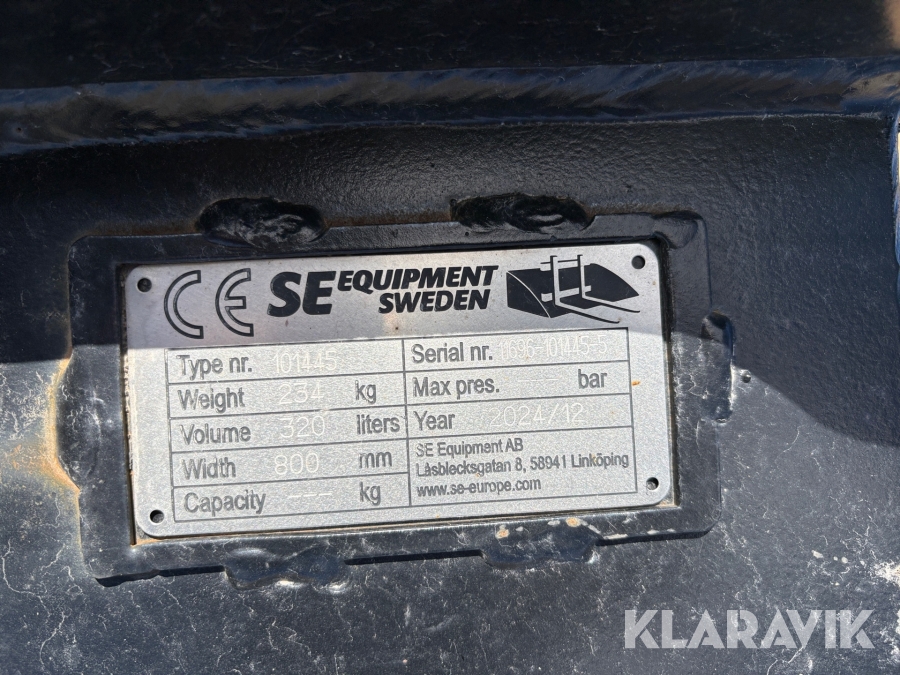 CE SE EQUIPMENT SWEDEN
Type nr. 101445 Serial nr. 11696-101445-5
Weight 234 kg Max pres. --- bar
Volume 320 liters Year 2024/12
Width 800 mm SE Equipment AB
Låsblecksgatan 8, 58941 Linköping
www.se-europe.com
Capacity --- kg
KLARAVIK